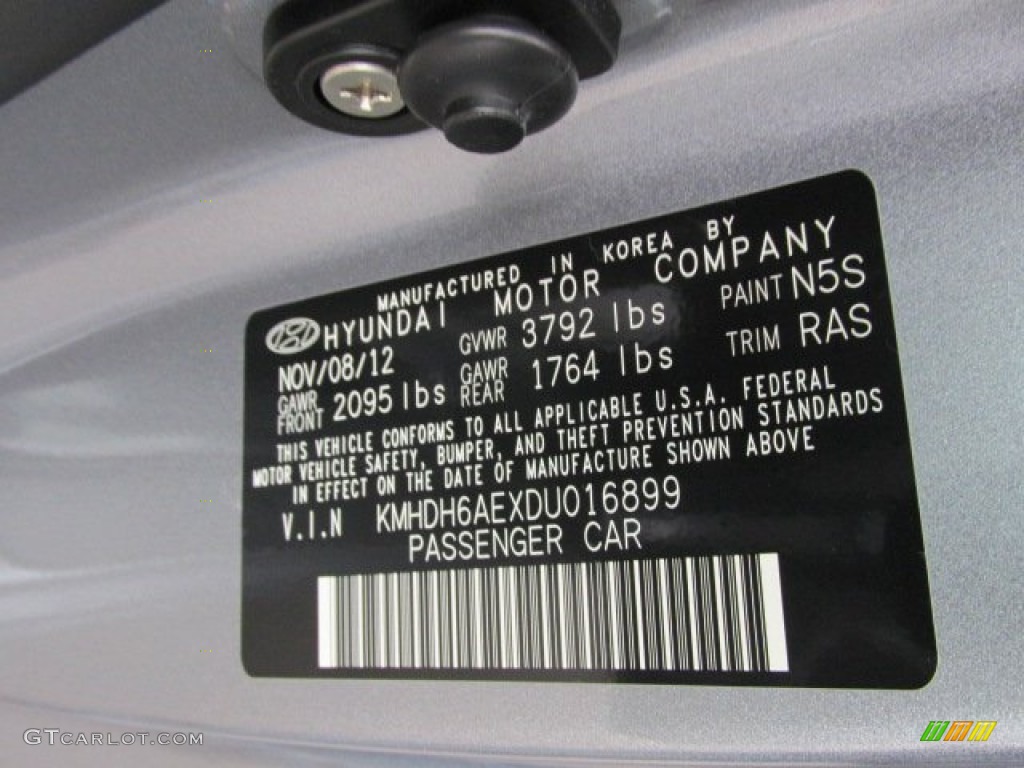 MANUFACTURED IN KOREA BY
HYUNDAI MOTOR COMPANY
NOV/08/12 GVWR 3792 lbs PAINT N5S
GAWR FRONT 2095 lbs GAWR REAR 1764 lbs TRIM RAS
THIS VEHICLE CONFORMS TO ALL APPLICABLE U.S.A. FEDERAL
MOTOR VEHICLE SAFETY, BUMPER, AND THEFT PREVENTION STANDARDS
IN EFFECT ON THE DATE OF MANUFACTURE SHOWN ABOVE
V.I.N KMHDH6AEXDU016899
PASSENGER CAR
GTCARLOT.COM